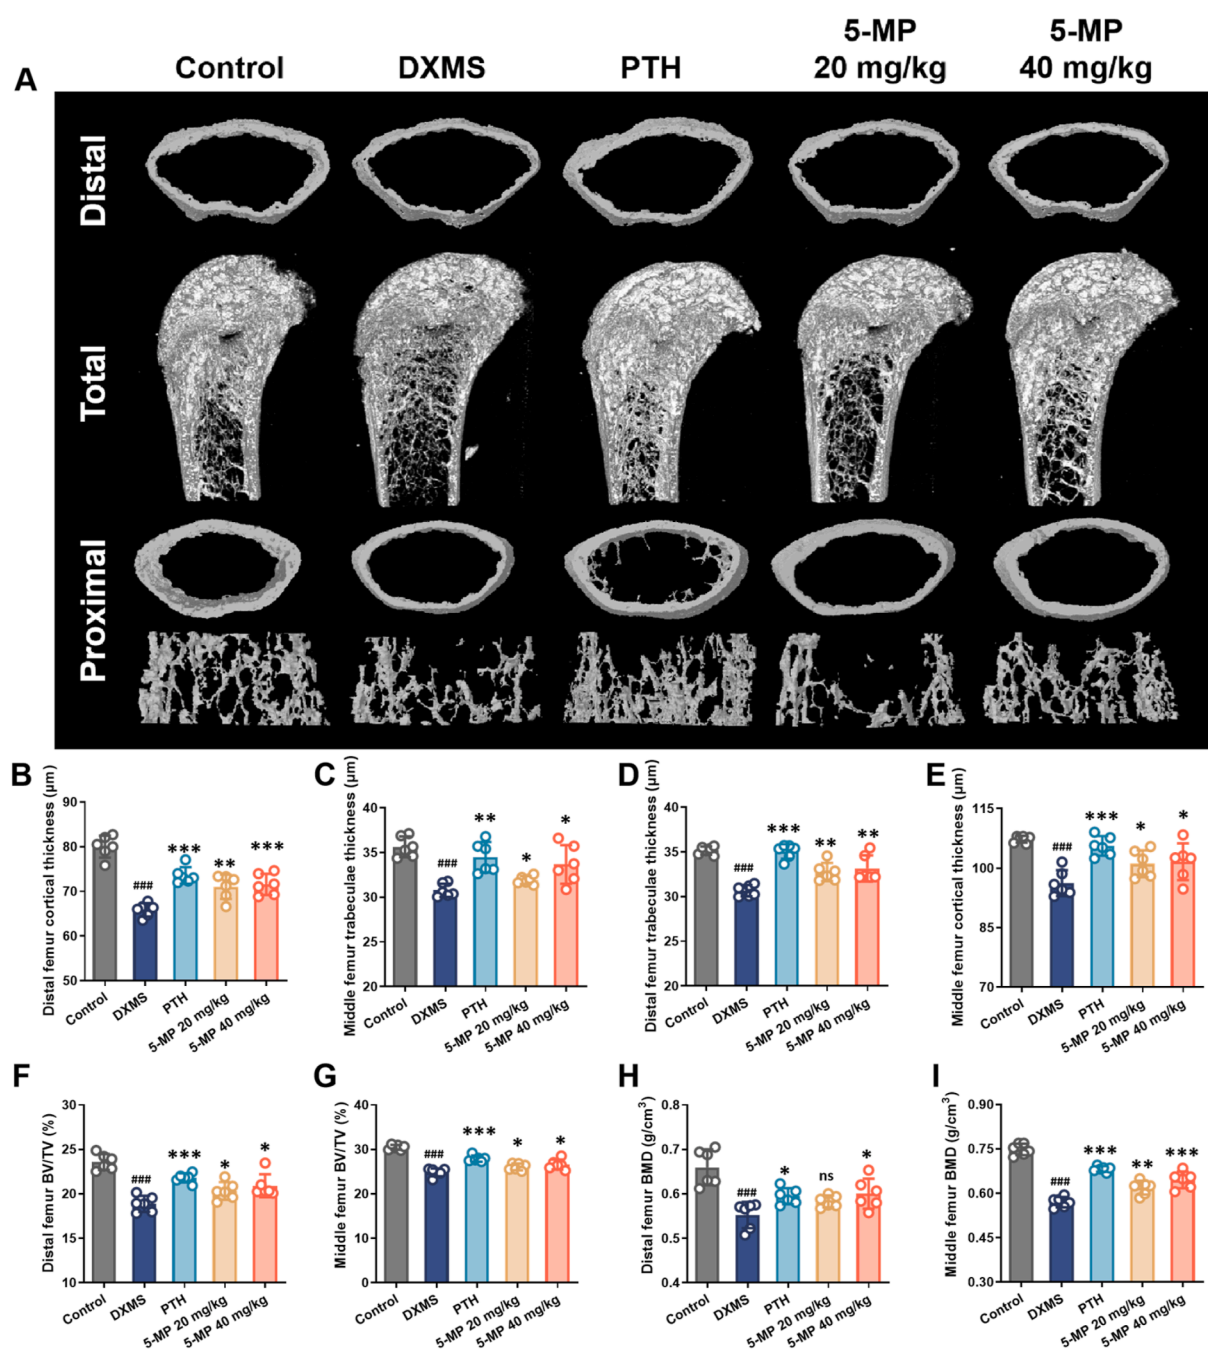 A
Control
DXMS
PTH
5-MP
20 mg/kg
5-MP
40 mg/kg
Distal
Total
Proximal
B
Distal femur cortical thickness (μm)
90
80
70
60
50
###
***
**
***
Control
DXMS
PTH
5-MP 20 mg/kg
5-MP 40 mg/kg
C
Middle femur trabeculae thickness (μm)
40
35
30
25
20
###
**
*
*
Control
DXMS
PTH
5-MP 20 mg/kg
5-MP 40 mg/kg
D
Distal femur trabeculae thickness (μm)
40
35
30
25
20
###
***
**
**
Control
DXMS
PTH
5-MP 20 mg/kg
5-MP 40 mg/kg
E
Middle femur cortical thickness (μm)
115
100
85
70
###
***
*
*
Control
DXMS
PTH
5-MP 20 mg/kg
5-MP 40 mg/kg
F
Distal femur BV/TV (%)
30
25
20
15
10
###
***
*
*
Control
DXMS
PTH
5-MP 20 mg/kg
5-MP 40 mg/kg
G
Middle femur BV/TV (%)
40
30
20
10
0
###
***
*
*
Control
DXMS
PTH
5-MP 20 mg/kg
5-MP 40 mg/kg
H
Distal femur BMD (g/cm³)
0.8
0.7
0.6
0.5
0.4
###
*
ns
*
Control
DXMS
PTH
5-MP 20 mg/kg
5-MP 40 mg/kg
I
Middle femur BMD (g/cm³)
0.90
0.75
0.60
0.45
0.30
###
***
**
***
Control
DXMS
PTH
5-MP 20 mg/kg
5-MP 40 mg/kg